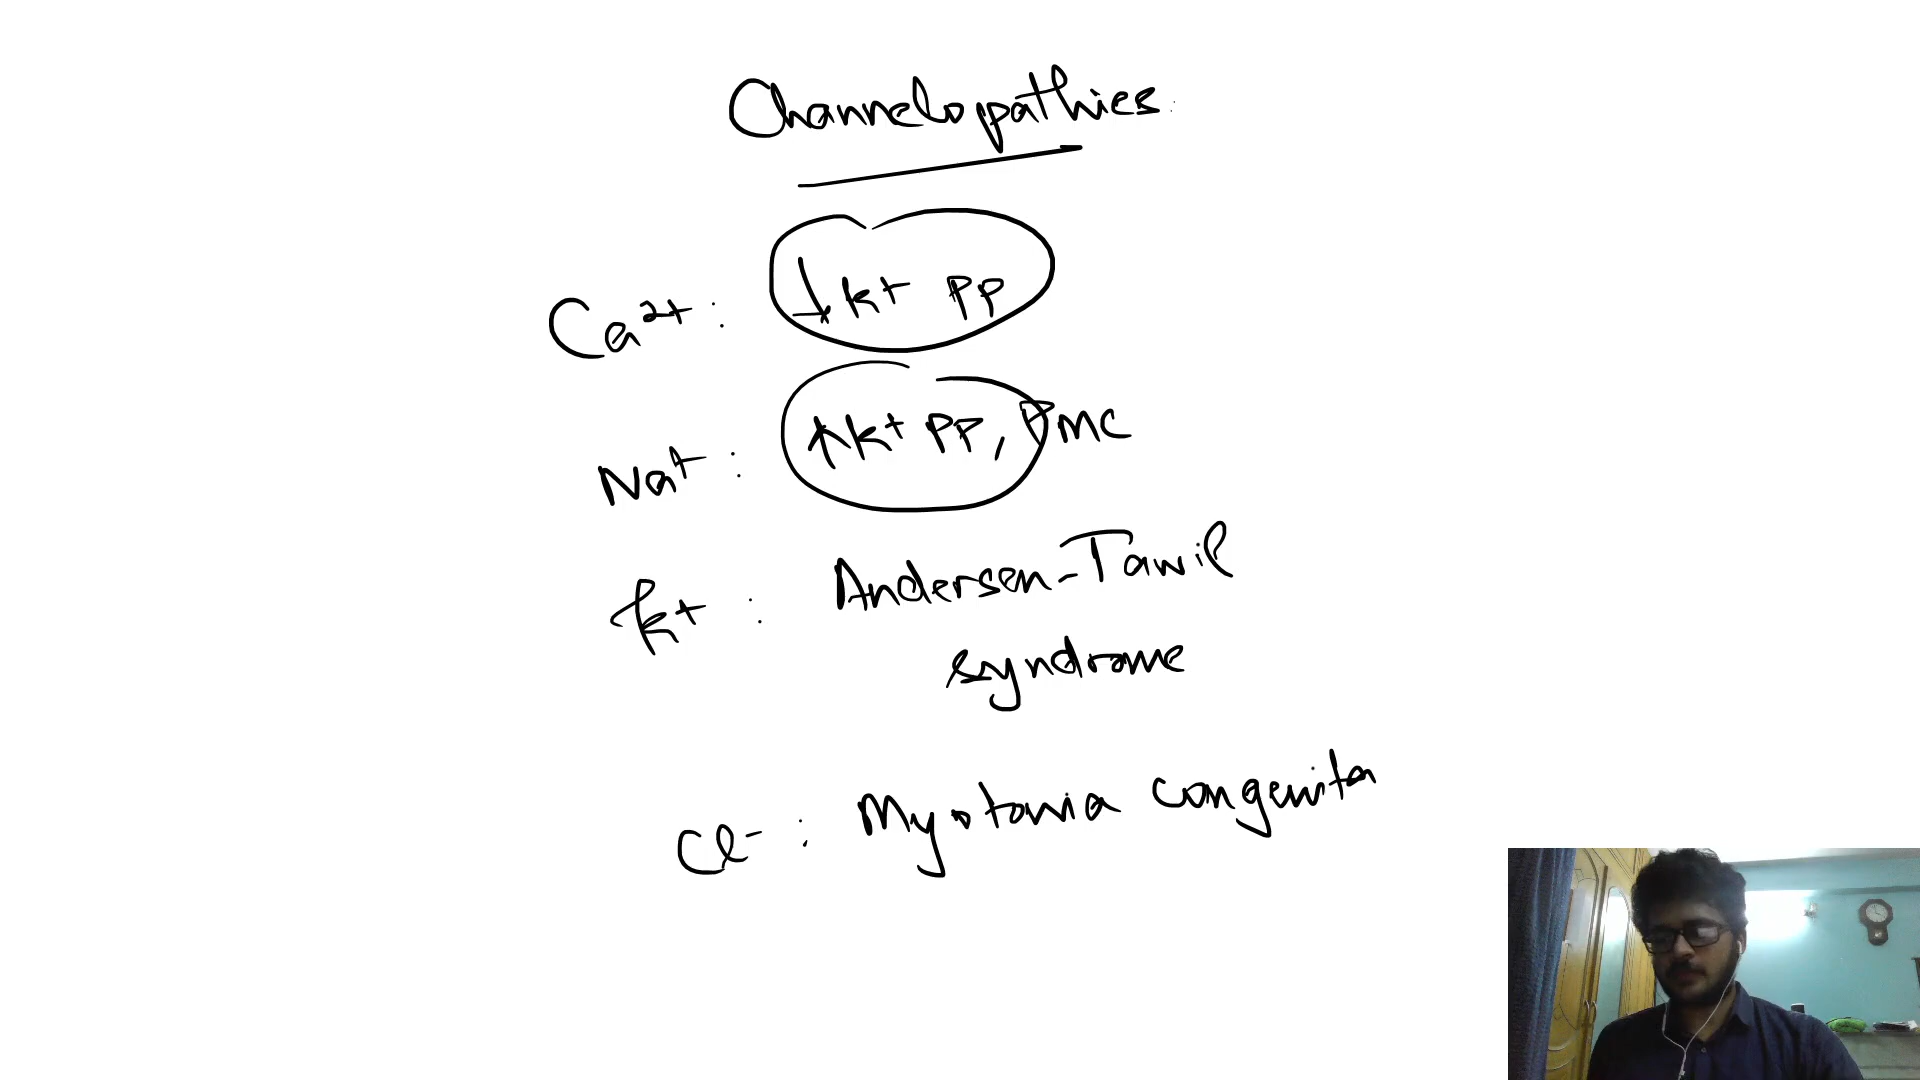 Channelopathies
Ca²⁺: ↓K+ PP
Na⁺: ↑K⁺ PP, PMC
K+ : Andersen-Tawil
syndrome
Cl⁻ : Myotonia congenita